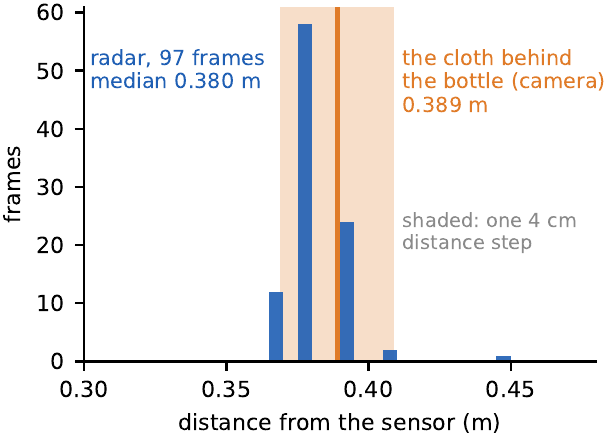 60
50
40
30
20
10
0
frames
radar, 97 frames
median 0.380 m
the cloth behind
the bottle (camera)
0.389 m
shaded: one 4 cm
distance step
0.30
0.35
0.40
0.45
distance from the sensor (m)